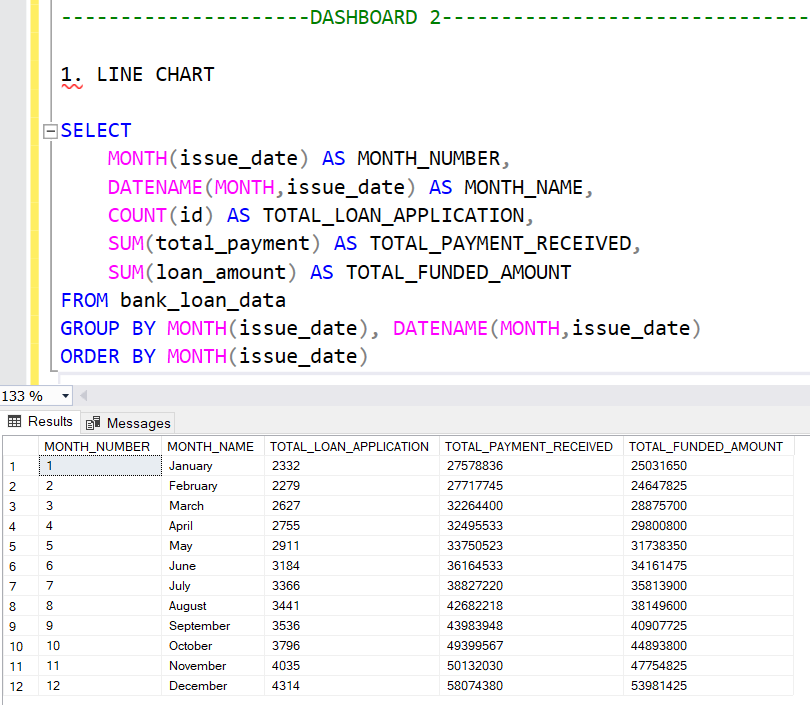 ---------------------DASHBOARD 2-------------------------------
1. LINE CHART
SELECT
MONTH(issue_date) AS MONTH_NUMBER,
DATENAME(MONTH,issue_date) AS MONTH_NAME,
COUNT(id) AS TOTAL_LOAN_APPLICATION,
SUM(total_payment) AS TOTAL_PAYMENT_RECEIVED,
SUM(loan_amount) AS TOTAL_FUNDED_AMOUNT
FROM bank_loan_data
GROUP BY MONTH(issue_date), DATENAME(MONTH,issue_date)
ORDER BY MONTH(issue_date)
133 %
Results Messages
MONTH_NUMBER MONTH_NAME TOTAL_LOAN_APPLICATION TOTAL_PAYMENT_RECEIVED TOTAL_FUNDED_AMOUNT
1 1 January 2332 27578836 25031650
2 2 February 2279 27717745 24647825
3 3 March 2627 32264400 28875700
4 4 April 2755 32495533 29800800
5 5 May 2911 33750523 31738350
6 6 June 3184 36164533 34161475
7 7 July 3366 38827220 35813900
8 8 August 3441 42682218 38149600
9 9 September 3536 43983948 40907725
10 10 October 3796 49399567 44893800
11 11 November 4035 50132030 47754825
12 12 December 4314 58074380 53981425